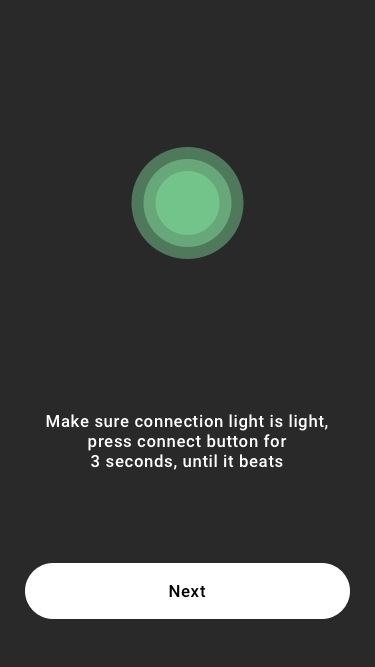 Make sure connection light is light,
press connect button for
3 seconds, until it beats
Next